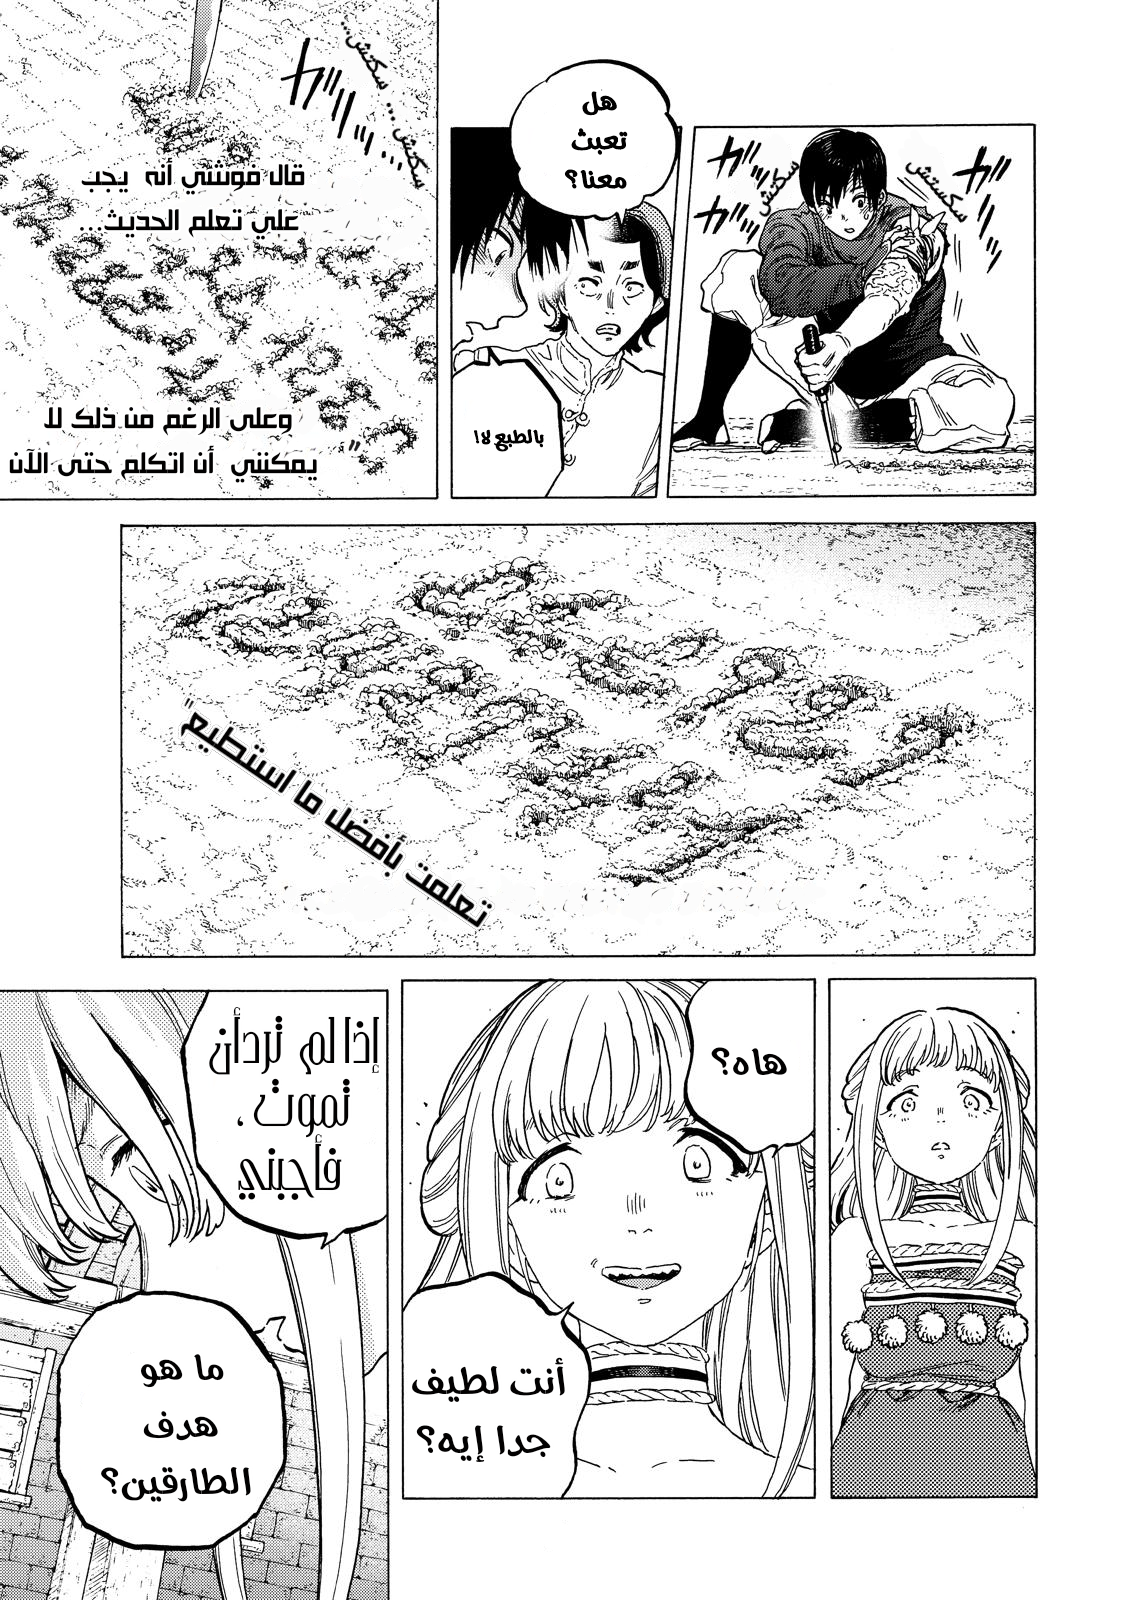 سكتش
سكتش
هل
تعبث
معنا؟
بالطبع لا!
سكتش...
سكتش...
قال فوشي أنه يجب
علي تعلم الحديث...
وعلى الرغم من ذلك لا
يمكنني أن اتكلم حتى الآن"
تعلمت بأفضل ما استطيع"
هاه؟
أنت لطيف
جدا إيه؟
إذا لم ترد أن
تموت،
فأجبني
ما هو
هدف
الطارقين؟